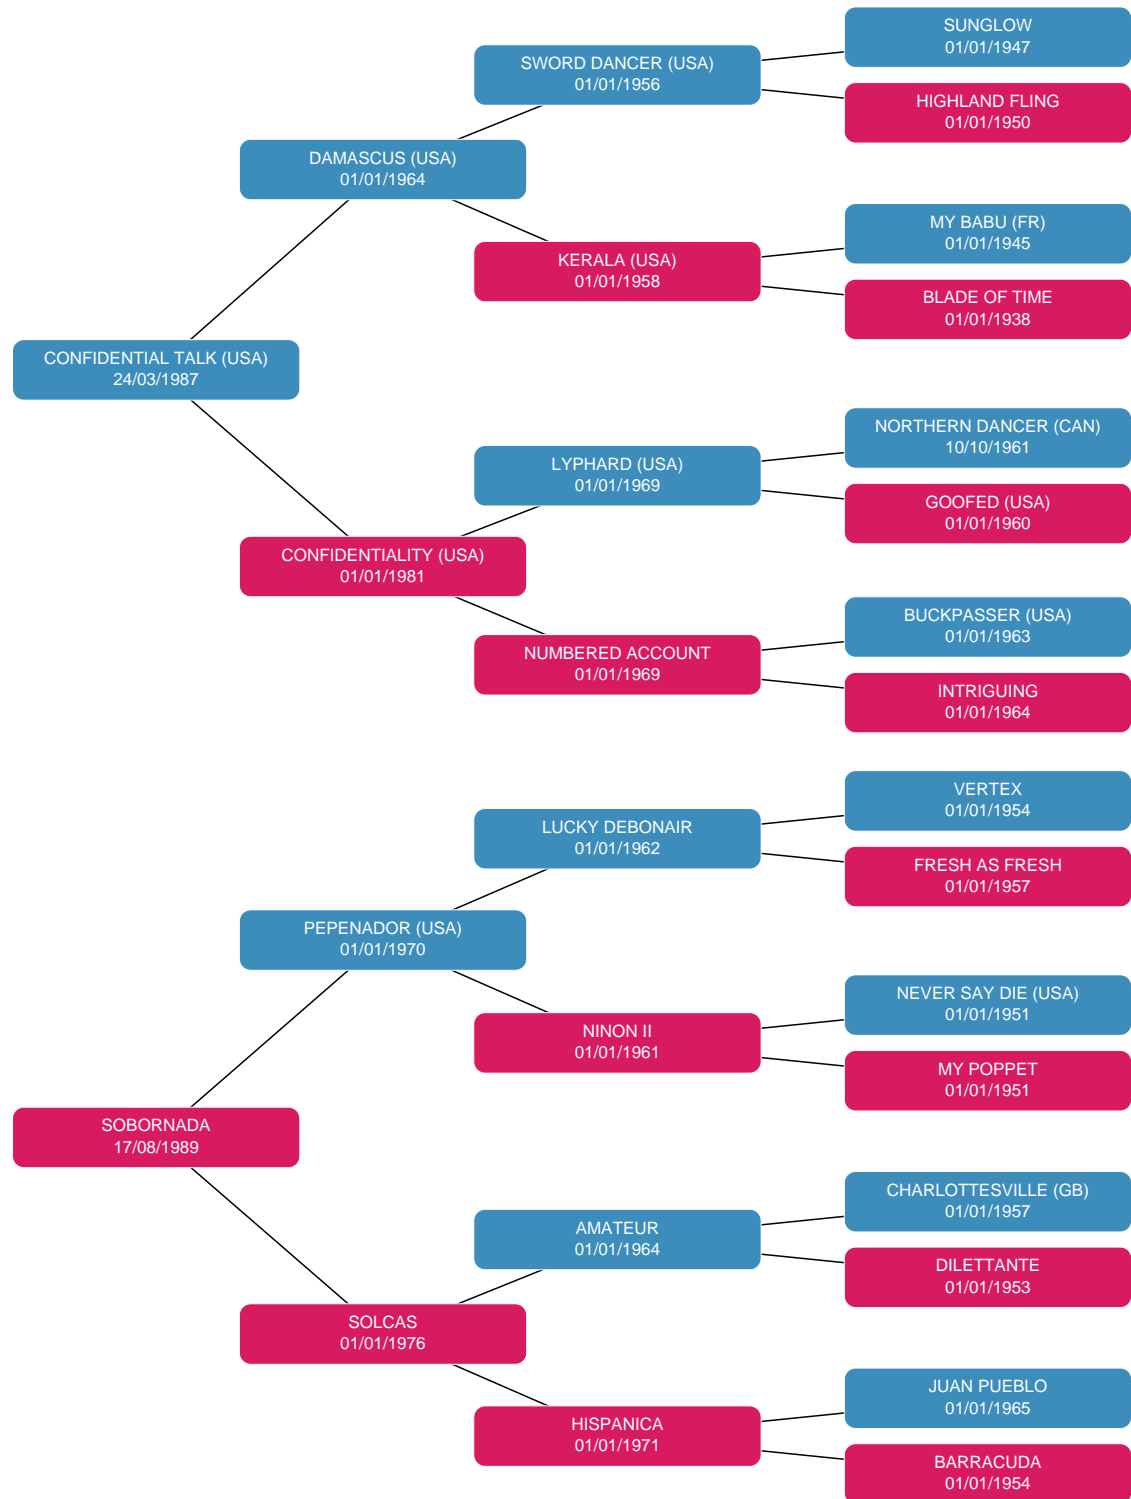 SUNGLOW
01/01/1947
SWORD DANCER (USA)
01/01/1956
HIGHLAND FLING
01/01/1950
DAMASCUS (USA)
01/01/1964
MY BABU (FR)
01/01/1945
KERALA (USA)
01/01/1958
BLADE OF TIME
01/01/1938
CONFIDENTIAL TALK (USA)
24/03/1987
NORTHERN DANCER (CAN)
10/10/1961
LYPHARD (USA)
01/01/1969
GOOFED (USA)
01/01/1960
CONFIDENTIALITY (USA)
01/01/1981
BUCKPASSER (USA)
01/01/1963
NUMBERED ACCOUNT
01/01/1969
INTRIGUING
01/01/1964
VERTEX
01/01/1954
LUCKY DEBONAIR
01/01/1962
FRESH AS FRESH
01/01/1957
PEPENADOR (USA)
01/01/1970
NEVER SAY DIE (USA)
01/01/1951
NINON II
01/01/1961
MY POPPET
01/01/1951
SOBORNADA
17/08/1989
CHARLOTTESVILLE (GB)
01/01/1957
AMATEUR
01/01/1964
DILETTANTE
01/01/1953
SOLCAS
01/01/1976
JUAN PUEBLO
01/01/1965
HISPANICA
01/01/1971
BARRACUDA
01/01/1954